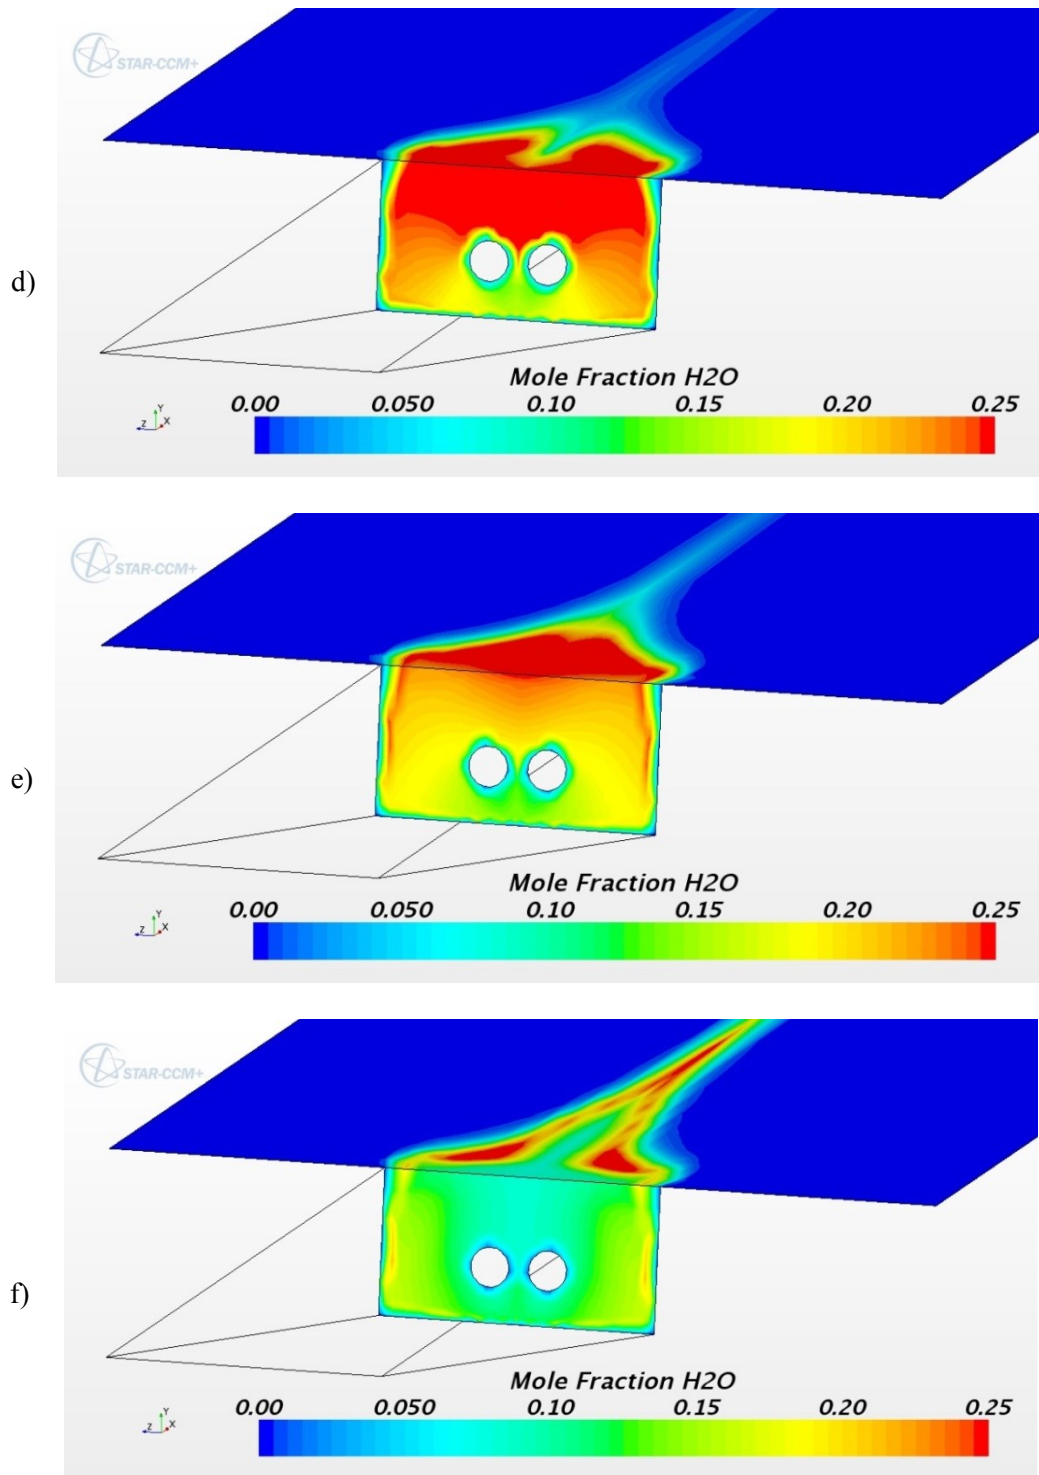 STAR-CCM+
d)
Mole Fraction H2O
0.00 0.050 0.10 0.15 0.20 0.25
Y
Z X
STAR-CCM+
e)
Mole Fraction H2O
0.00 0.050 0.10 0.15 0.20 0.25
Y
Z X
STAR-CCM+
f)
Mole Fraction H2O
0.00 0.050 0.10 0.15 0.20 0.25
Y
Z X